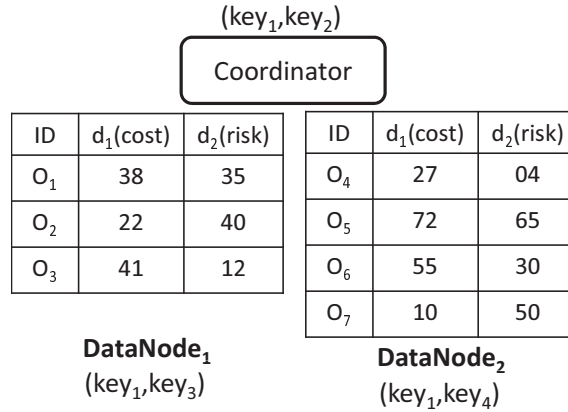 (key₁,key₂)
Coordinator
ID d₁(cost) d₂(risk)
O₁ 38 35
O₂ 22 40
O₃ 41 12
DataNode₁
(key₁,key₃)
ID d₁(cost) d₂(risk)
O₄ 27 04
O₅ 72 65
O₆ 55 30
O₇ 10 50
DataNode₂
(key₁,key₄)